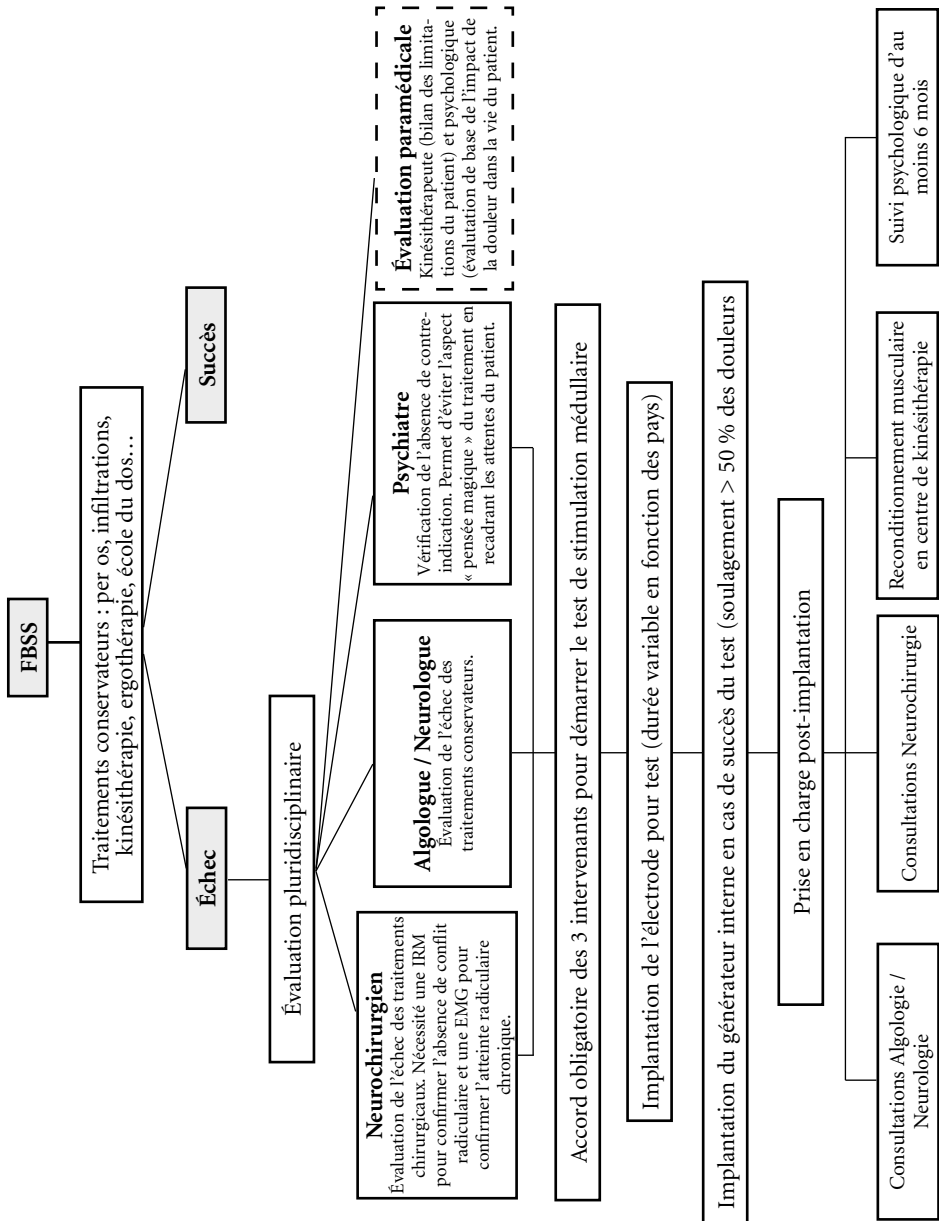 FBSS
Traitements conservateurs : per os, infiltrations,
kinésithérapie, ergothérapie, école du dos…
Échec
Succès
Évaluation pluridisciplinaire
Neurochirurgien
Évaluation de l'échec des traitements
chirurgicaux. Nécessité une IRM
pour confirmer l'absence de conflit
radiculaire et une EMG pour
confirmer l'atteinte radiculaire
chronique.
Algologue / Neurologue
Évaluation de l'échec des
traitements conservateurs.
Psychiatre
Vérification de l'absence de contre-
indication. Permet d'éviter l'aspect
« pensée magique » du traitement en
recadrant les attentes du patient.
Évaluation paramédicale
Kinésithérapeute (bilan des limita-
tions du patient) et psychologique
(évalutation de base de l'impact de
la douleur dans la vie du patient.
Accord obligatoire des 3 intervenants pour démarrer le test de stimulation médullaire
Implantation de l'électrode pour test (durée variable en fonction des pays)
Implantation du générateur interne en cas de succès du test (soulagement > 50 % des douleurs
Prise en charge post-implantation
Consultations Algologie /
Neurologie
Consultations Neurochirurgie
Reconditionnement musculaire
en centre de kinésithérapie
Suivi psychologique d'au
moins 6 mois